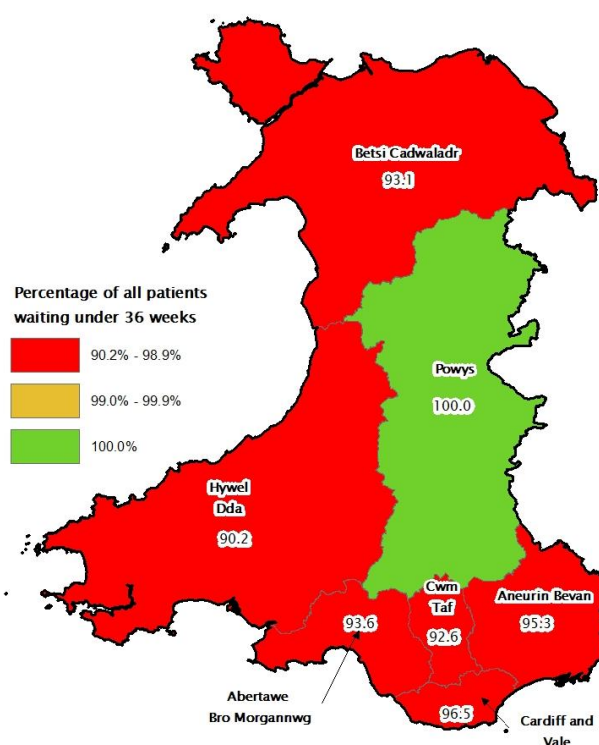 Betsi Cadwaladr
93.1
Percentage of all patients
waiting under 36 weeks
90.2% - 98.9%
99.0% - 99.9%
100.0%
Powys
100.0
Hywel
Dda
90.2
Cwm
Taf
92.6
Aneurin Bevan
95.3
93.6
Abertawe
Bro Morgannwg
96.5
Cardiff and
Vale